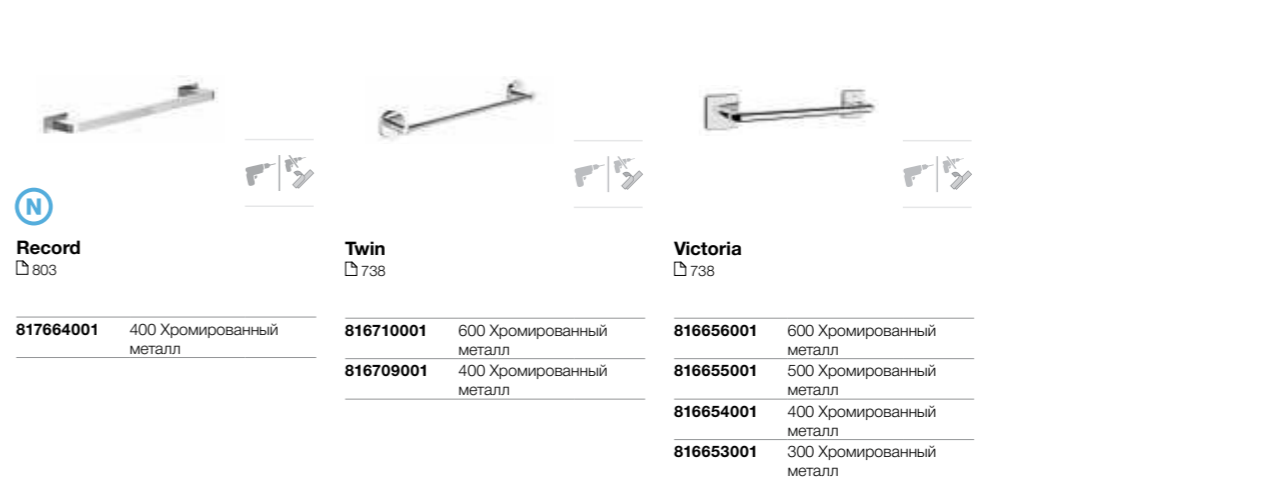 N
Record
803
817664001 400 Хромированный
металл
Twin
738
816710001 600 Хромированный
металл
816709001 400 Хромированный
металл
Victoria
738
816656001 600 Хромированный
металл
816655001 500 Хромированный
металл
816654001 400 Хромированный
металл
816653001 300 Хромированный
металл